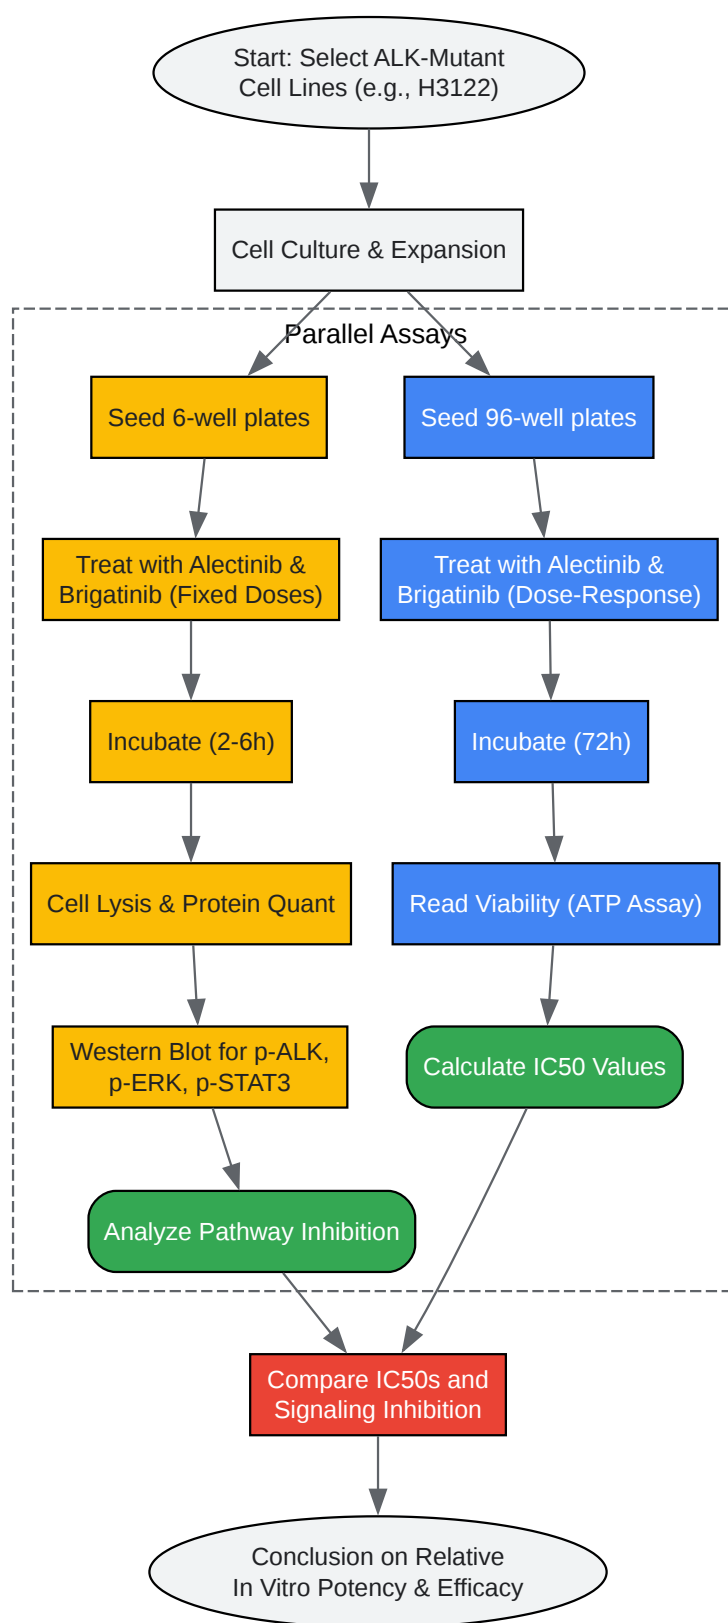 Start: Select ALK-Mutant
Cell Lines (e.g., H3122)
Cell Culture & Expansion
Parallel Assays
Seed 6-well plates
Seed 96-well plates
Treat with Alectinib &
Brigatinib (Fixed Doses)
Treat with Alectinib &
Brigatinib (Dose-Response)
Incubate (2-6h)
Incubate (72h)
Cell Lysis & Protein Quant
Read Viability (ATP Assay)
Western Blot for p-ALK,
p-ERK, p-STAT3
Calculate IC50 Values
Analyze Pathway Inhibition
Compare IC50s and
Signaling Inhibition
Conclusion on Relative
In Vitro Potency & Efficacy